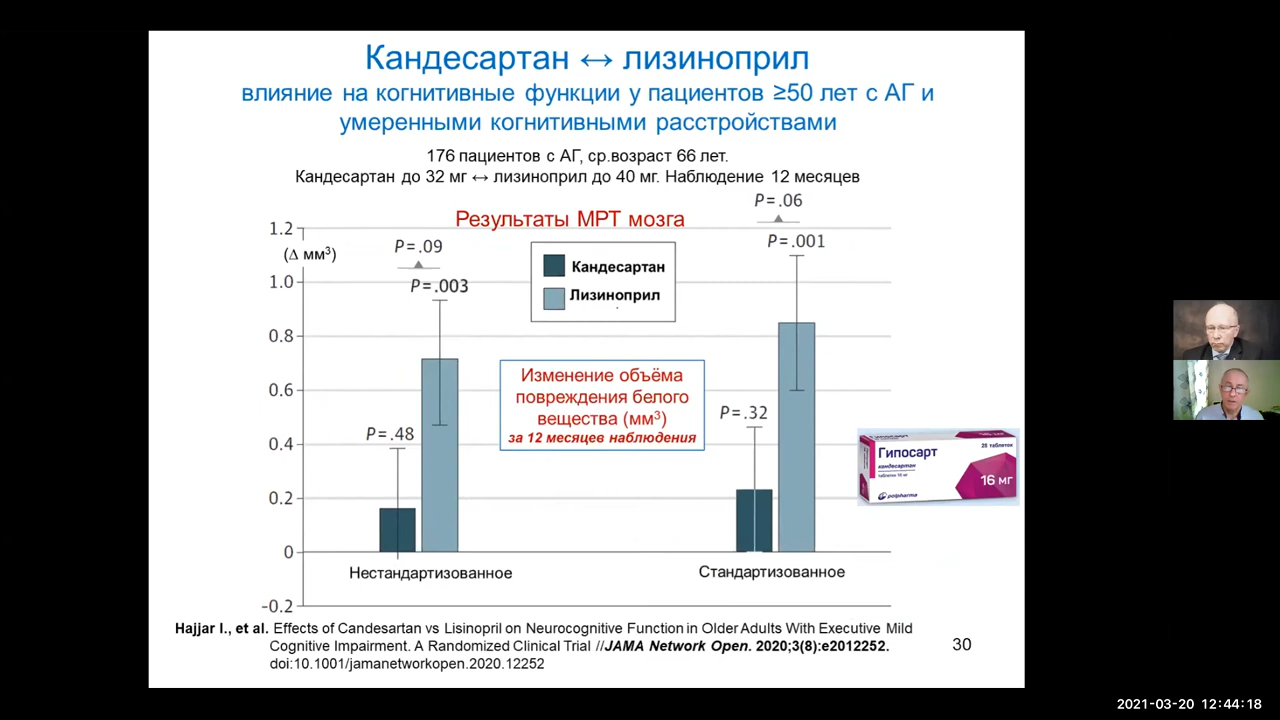 Кандесартан ↔ лизиноприл
влияние на когнитивные функции у пациентов ≥50 лет с АГ и
умеренными когнитивными расстройствами
176 пациентов с АГ, ср.возраст 66 лет.
Кандесартан до 32 мг ↔ лизиноприл до 40 мг. Наблюдение 12 месяцев
Результаты МРТ мозга
P=.06
1.2
(Δ мм³)
P=.09
P=.001
Кандесартан
Лизиноприл
1.0
P=.003
0.8
0.6
Изменение объёма
повреждения белого
вещества (мм³)
за 12 месяцев наблюдения
P=.32
P=.48
0.4
0.2
0
-0.2
Нестандартизованное
Стандартизованное
Гипосарт
28 таблеток
кандесартан
таблетки 16 мг
16 мг
polpharma
Hajjar I., et al. Effects of Candesartan vs Lisinopril on Neurocognitive Function in Older Adults With Executive Mild
Cognitive Impairment. A Randomized Clinical Trial //JAMA Network Open. 2020;3(8):e2012252.
doi:10.1001/jamanetworkopen.2020.12252
30
2021-03-20 12:44:18